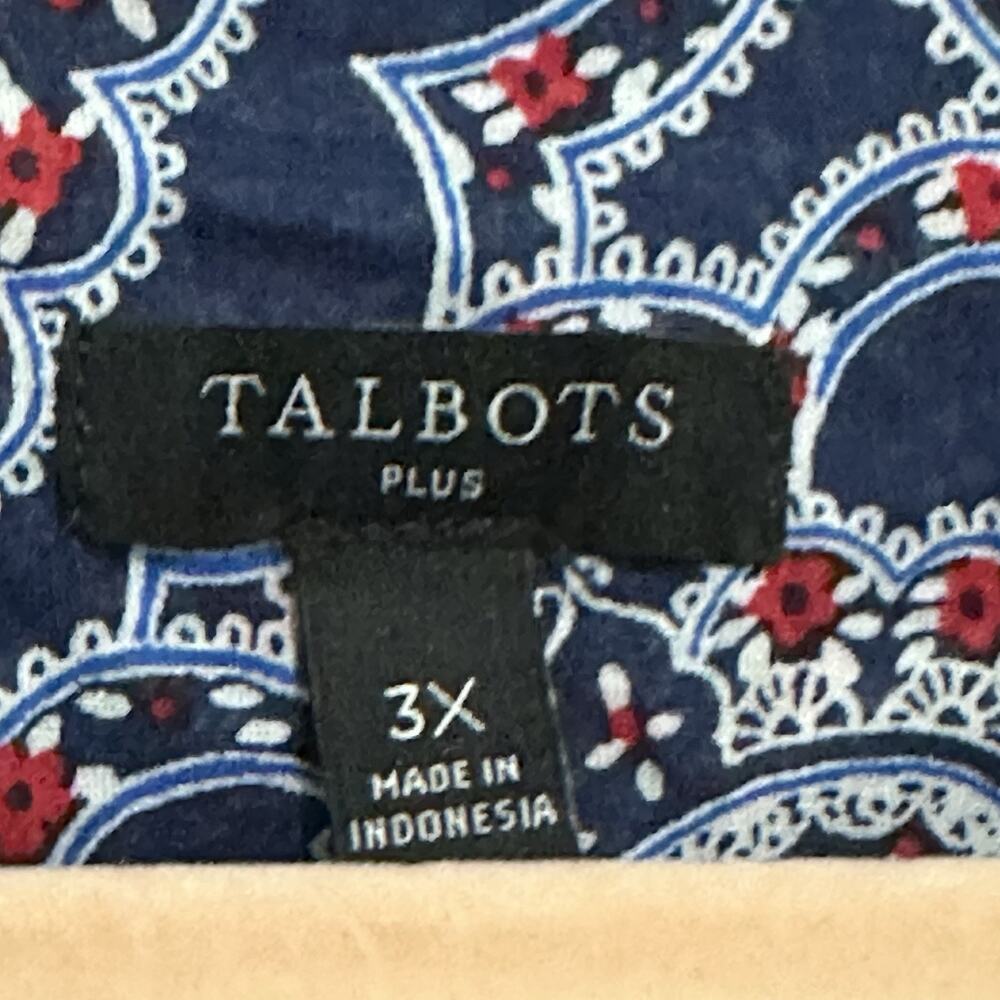 TALBOTS
PLUS
3X
MADE IN
INDONESIA